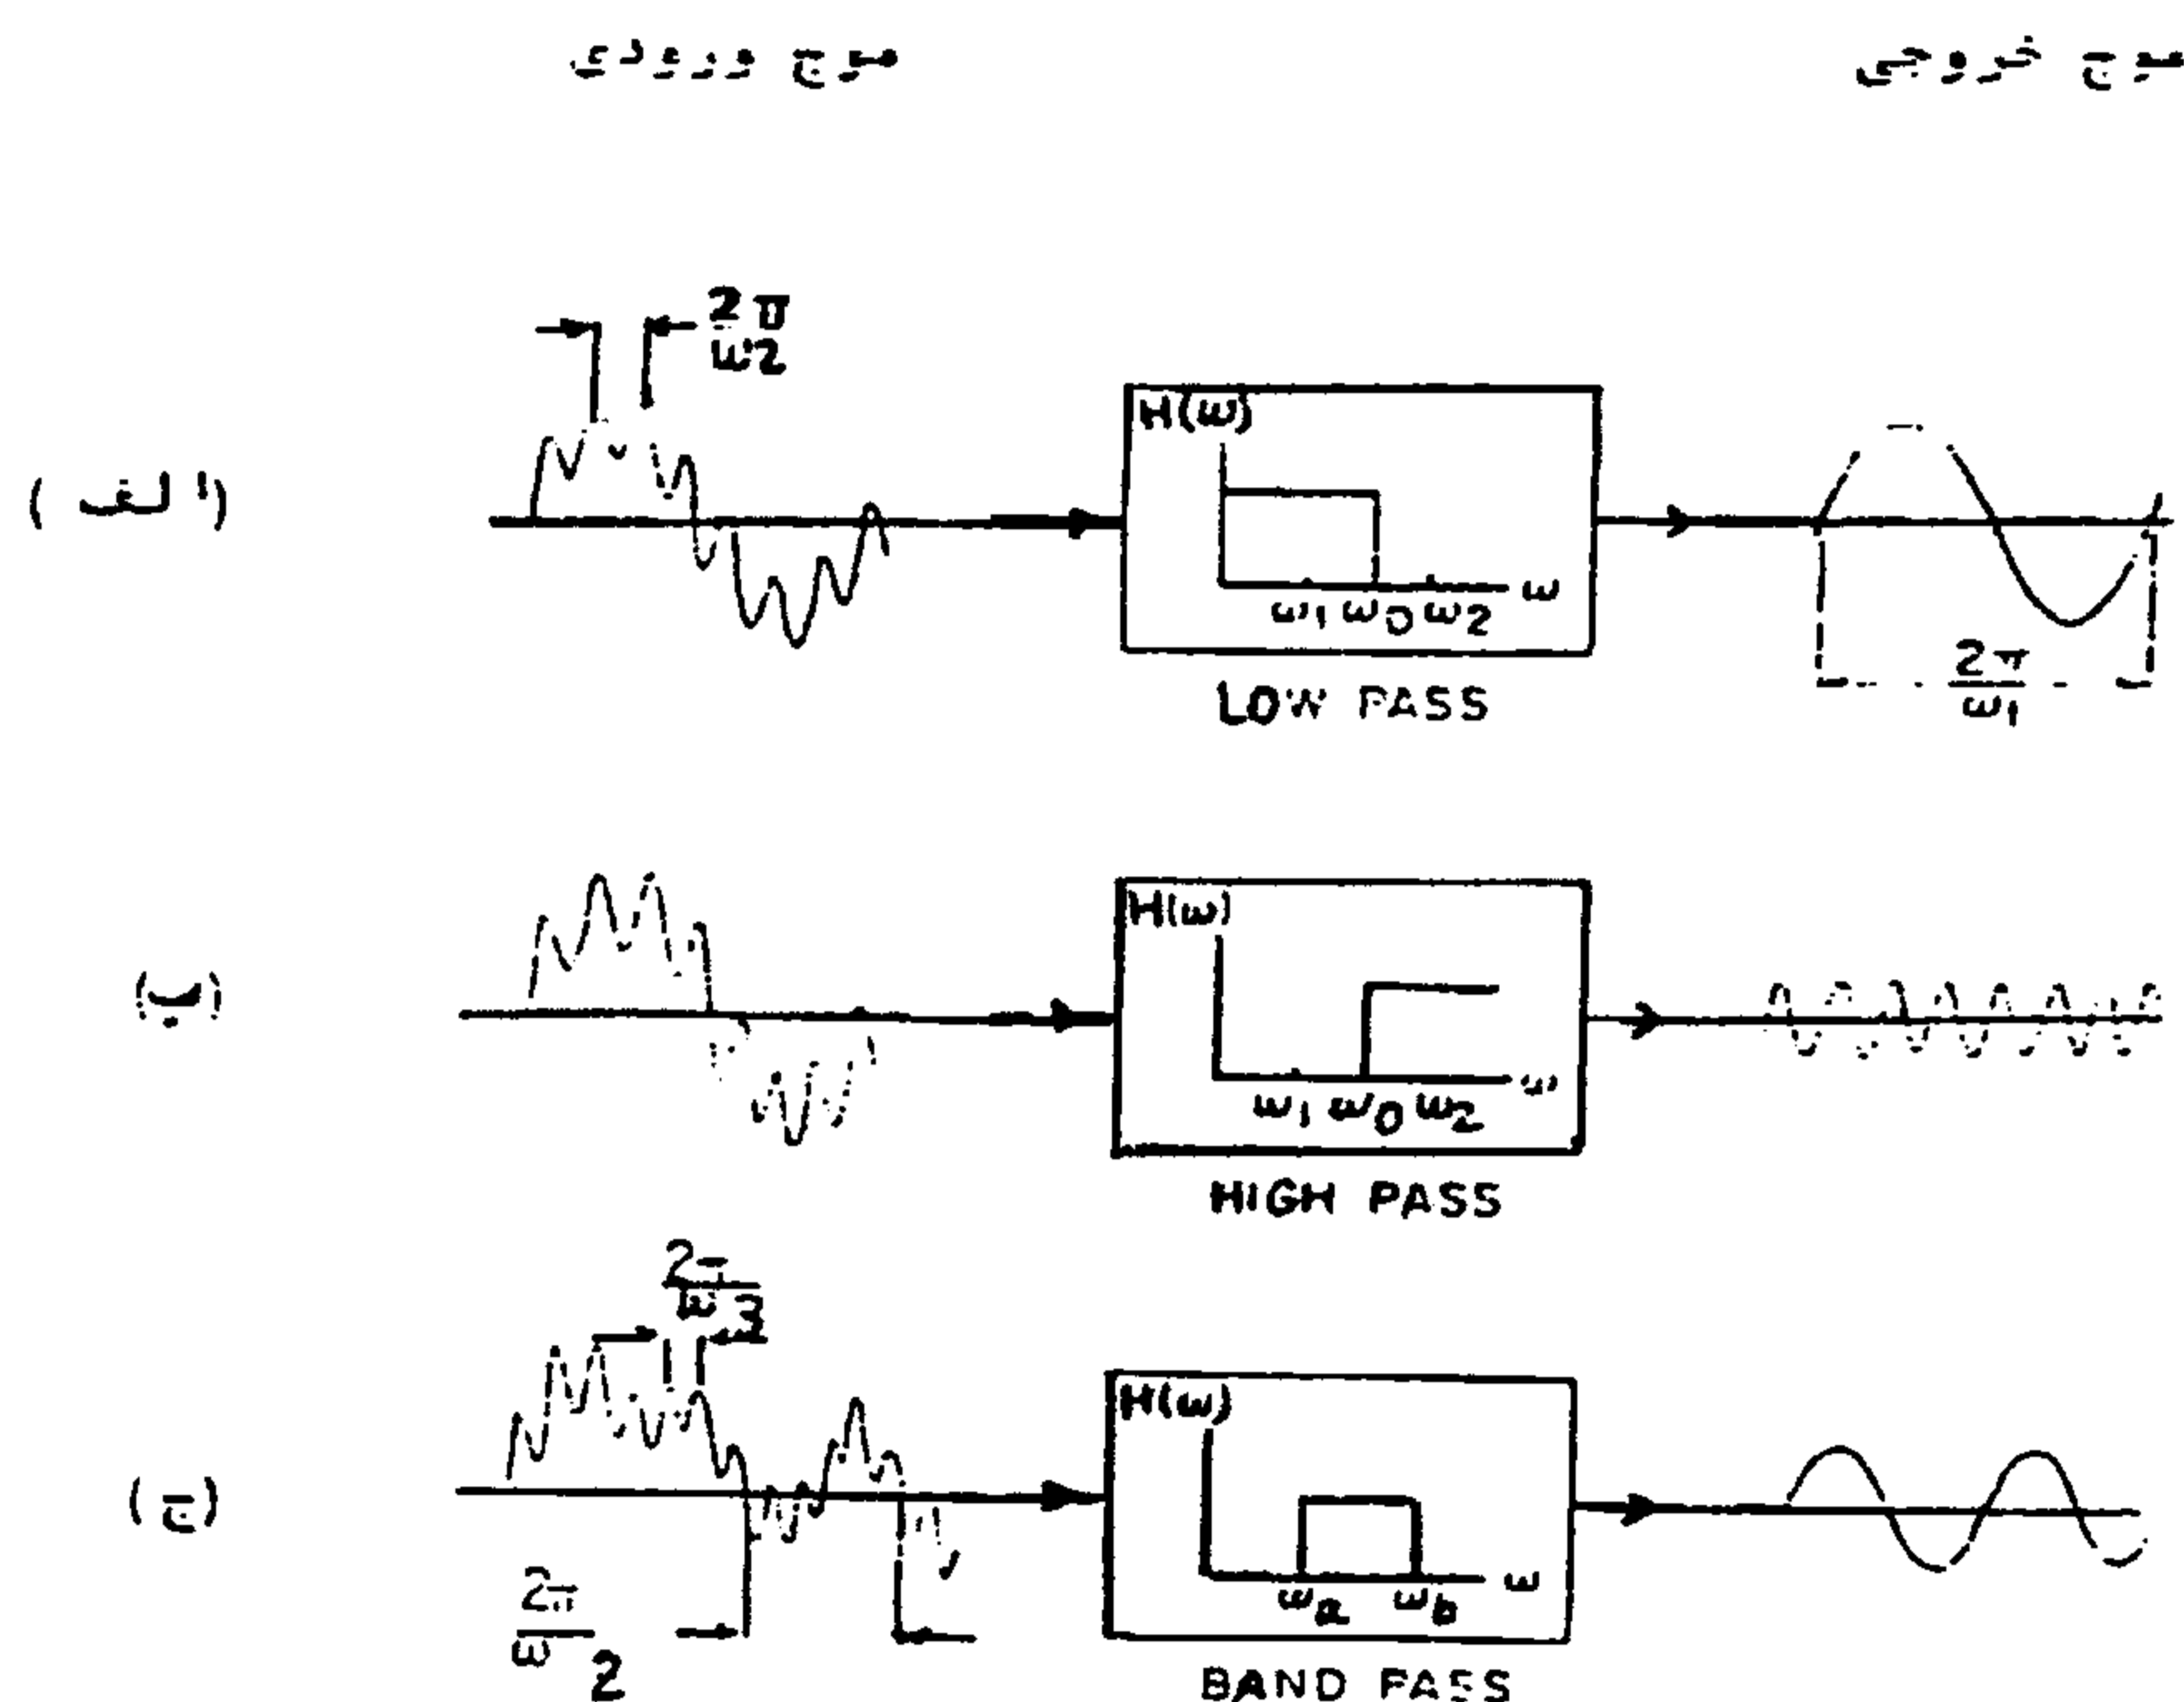 موج ورودی
موج خروجی
2π
ω2
(الف)
H(ω)
ω
ω1 ω0 ω2
LOW PASS
2π
ω1
(ب)
H(ω)
ω
ω1 ω0 ω2
HIGH PASS
2π
ω3
(ج)
H(ω)
ω
ωa ωb
2π
ω2
BAND PASS